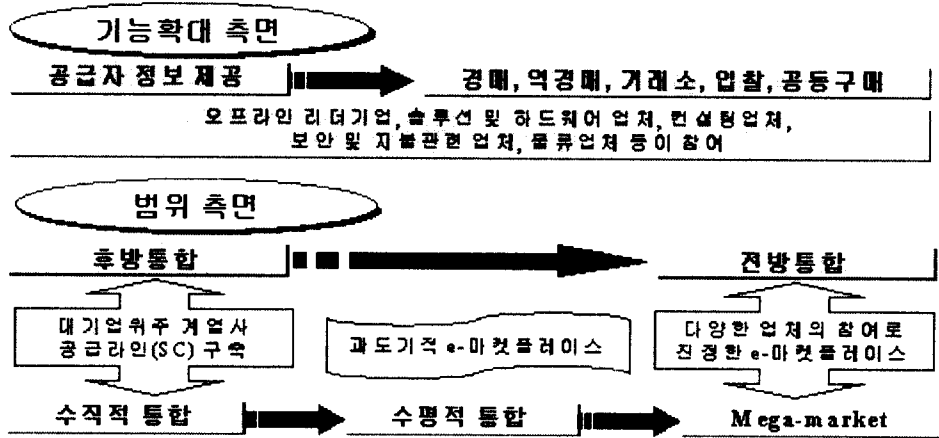 기능확대 측면
공급자 정보 제공
경매, 역경매, 거래소, 입찰, 공동구매
오프라인 리더기업, 솔루션 및 하드웨어 업체, 컨설팅업체,
보안 및 지불관련 업체, 물류업체 등이 참여
범위 측면
후방통합
전방통합
대기업위주 계열사
공급라인(SC) 구축
과도기적 e-마켓플레이스
다양한 업체의 참여로
진정한 e-마켓플레이스
수직적 통합
수평적 통합
Mega-market